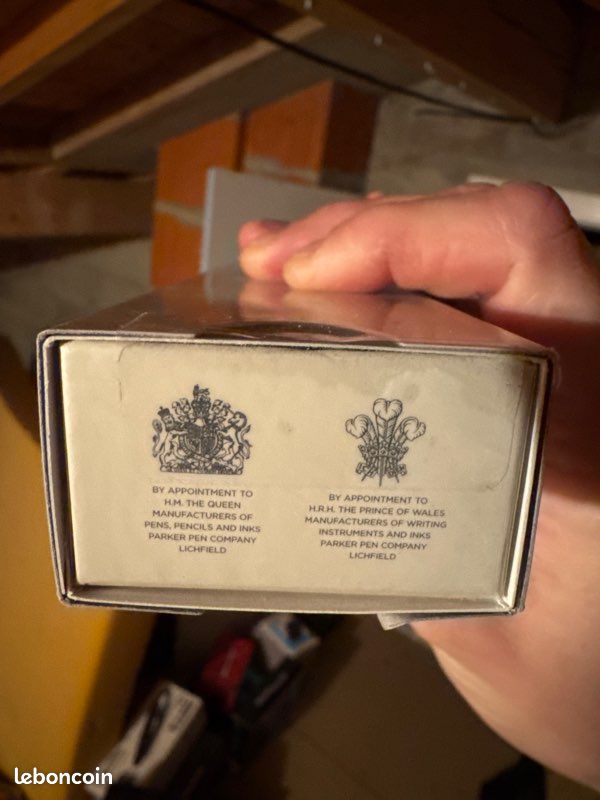 BY APPOINTMENT TO
H.M. THE QUEEN
MANUFACTURERS OF
PENS, PENCILS AND INKS
PARKER PEN COMPANY
LICHFIELD
BY APPOINTMENT TO
H.R.H. THE PRINCE OF WALES
MANUFACTURERS OF WRITING
INSTRUMENTS AND INKS
PARKER PEN COMPANY
LICHFIELD
leboncoin